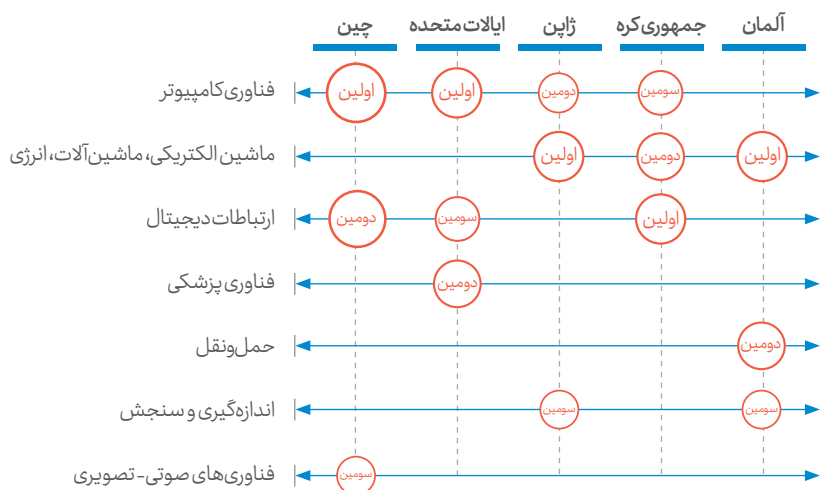 آلمان جمهوری کره ژاپن ایالات متحده چین
فناوری کامپیوتر سومین دومین اولین اولین
ماشین الکتریکی، ماشین‌آلات، انرژی اولین دومین اولین
ارتباطات دیجیتال اولین سومین دومین
فناوری پزشکی دومین
حمل‌ونقل دومین
اندازه‌گیری و سنجش سومین سومین
فناوری‌های صوتی- تصویری سومین